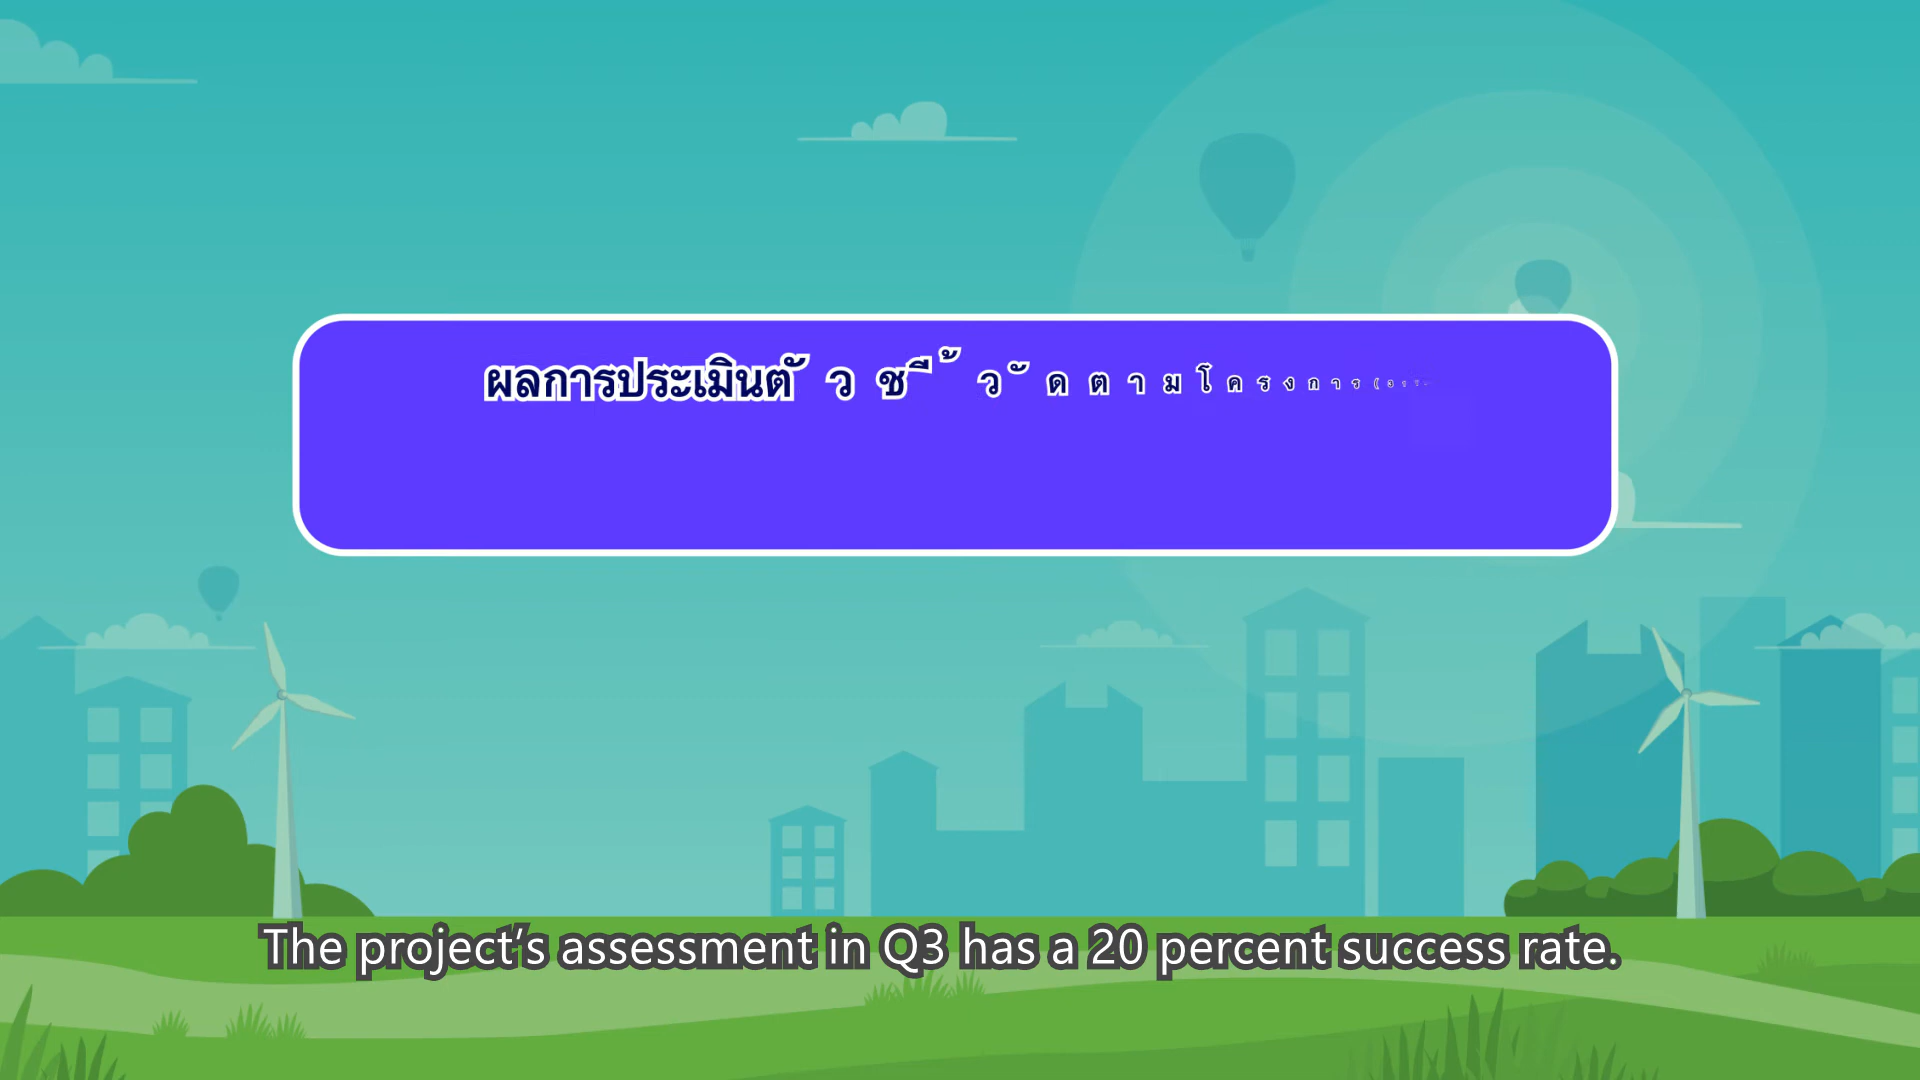 ผลการประเมินตัวชี้วัดตามโครงการ
The project’s assessment in Q3 has a 20 percent success rate.